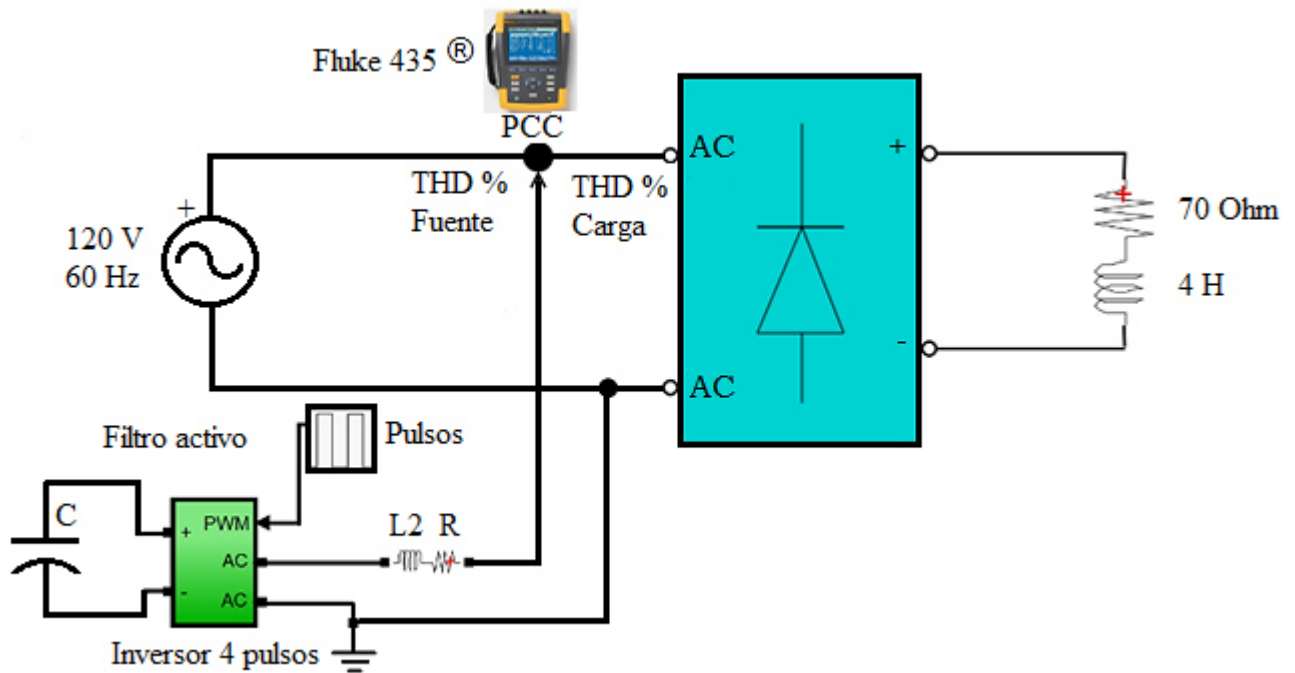 Fluke 435 ®
PCC
THD %
Fuente
THD %
Carga
+
120 V
60 Hz
AC
AC
+
-
70 Ohm
4 H
Filtro activo
Pulsos
C
+
-
PWM
AC
AC
L2 R
Inversor 4 pulsos